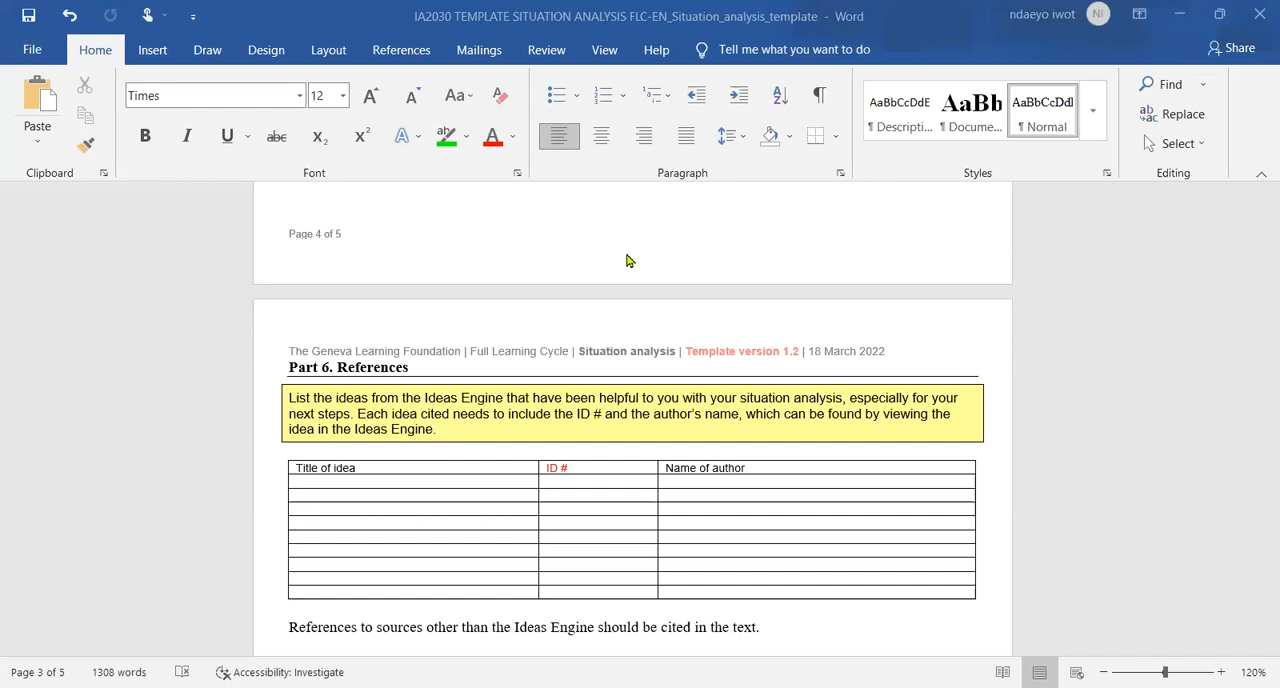 IA2030 TEMPLATE SITUATION ANALYSIS FLC-EN_Situation_analysis_template - Word
ndaeyo iwot NI
File Home Insert Draw Design Layout References Mailings Review View Help Tell me what you want to do Share
Times 12 Aa
Paste
B I U abc X₂ X² A A
AaBbCcDdE AaBb AaBbCcDdI
¶ Descripti... ¶ Docume... ¶ Normal
Find
Replace
Select
Clipboard Font Paragraph Styles Editing
Page 4 of 5
The Geneva Learning Foundation | Full Learning Cycle | Situation analysis | Template version 1.2 | 18 March 2022
Part 6. References
List the ideas from the Ideas Engine that have been helpful to you with your situation analysis, especially for your
next steps. Each idea cited needs to include the ID # and the author's name, which can be found by viewing the
idea in the Ideas Engine.
Title of idea ID # Name of author
References to sources other than the Ideas Engine should be cited in the text.
Page 3 of 5 1308 words Accessibility: Investigate 120%